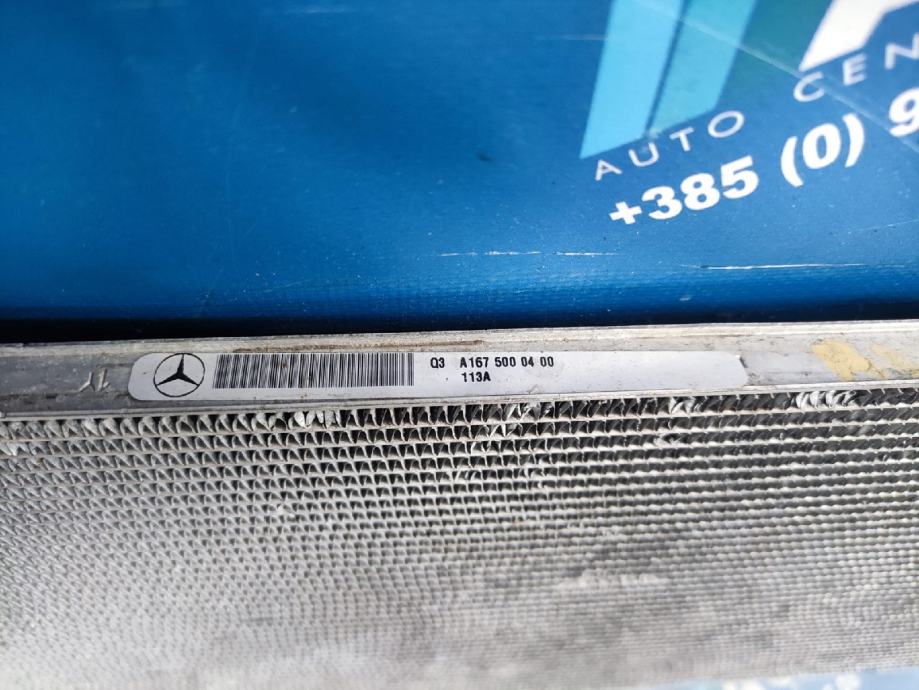 AUTO CEN
+385 (0) 9
Q3 A167 500 04 00
113A